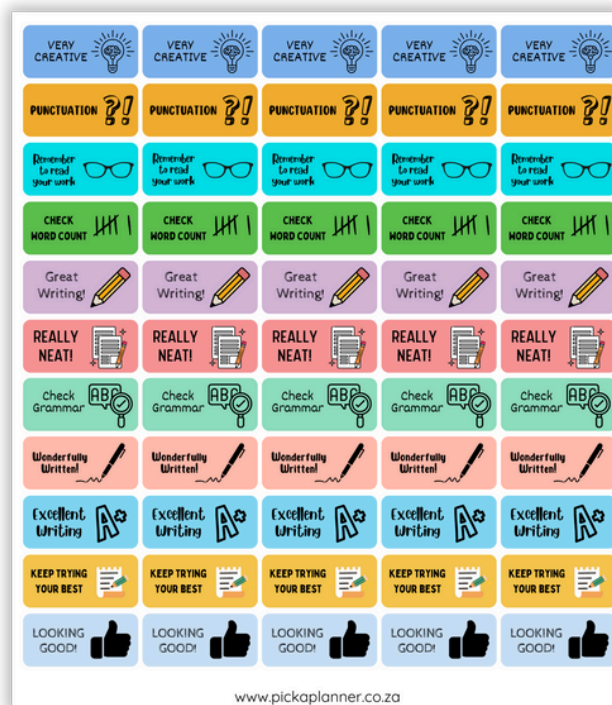 VERY
CREATIVE
VERY
CREATIVE
VERY
CREATIVE
VERY
CREATIVE
VERY
CREATIVE
PUNCTUATION ?!
PUNCTUATION ?!
PUNCTUATION ?!
PUNCTUATION ?!
PUNCTUATION ?!
Remember
to read
your work
Remember
to read
your work
Remember
to read
your work
Remember
to read
your work
Remember
to read
your work
CHECK
WORD COUNT
CHECK
WORD COUNT
CHECK
WORD COUNT
CHECK
WORD COUNT
CHECK
WORD COUNT
Great
Writing!
Great
Writing!
Great
Writing!
Great
Writing!
Great
Writing!
REALLY
NEAT!
REALLY
NEAT!
REALLY
NEAT!
REALLY
NEAT!
REALLY
NEAT!
Check
Grammar
ABC
Check
Grammar
ABC
Check
Grammar
ABC
Check
Grammar
ABC
Check
Grammar
ABC
Wonderfully
Written!
Wonderfully
Written!
Wonderfully
Written!
Wonderfully
Written!
Wonderfully
Written!
Excellent
Writing
A+
Excellent
Writing
A+
Excellent
Writing
A+
Excellent
Writing
A+
Excellent
Writing
A+
KEEP TRYING
YOUR BEST
KEEP TRYING
YOUR BEST
KEEP TRYING
YOUR BEST
KEEP TRYING
YOUR BEST
KEEP TRYING
YOUR BEST
LOOKING
GOOD!
LOOKING
GOOD!
LOOKING
GOOD!
LOOKING
GOOD!
LOOKING
GOOD!
www.pickaplanner.co.za